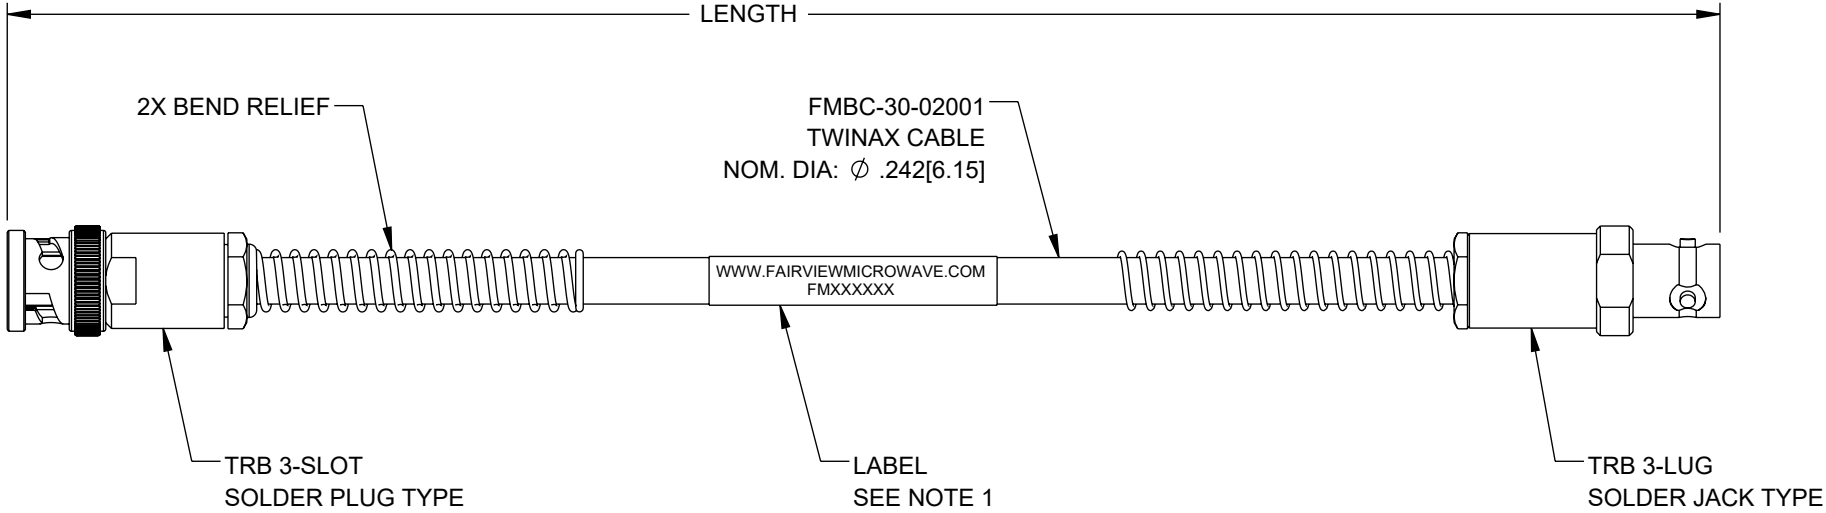 LENGTH
2X BEND RELIEF
FMBC-30-02001
TWINAX CABLE
NOM. DIA: ∅ .242[6.15]
WWW.FAIRVIEWMICROWAVE.COM
FMXXXXXX
TRB 3-SLOT
SOLDER PLUG TYPE
LABEL
SEE NOTE 1
TRB 3-LUG
SOLDER JACK TYPE